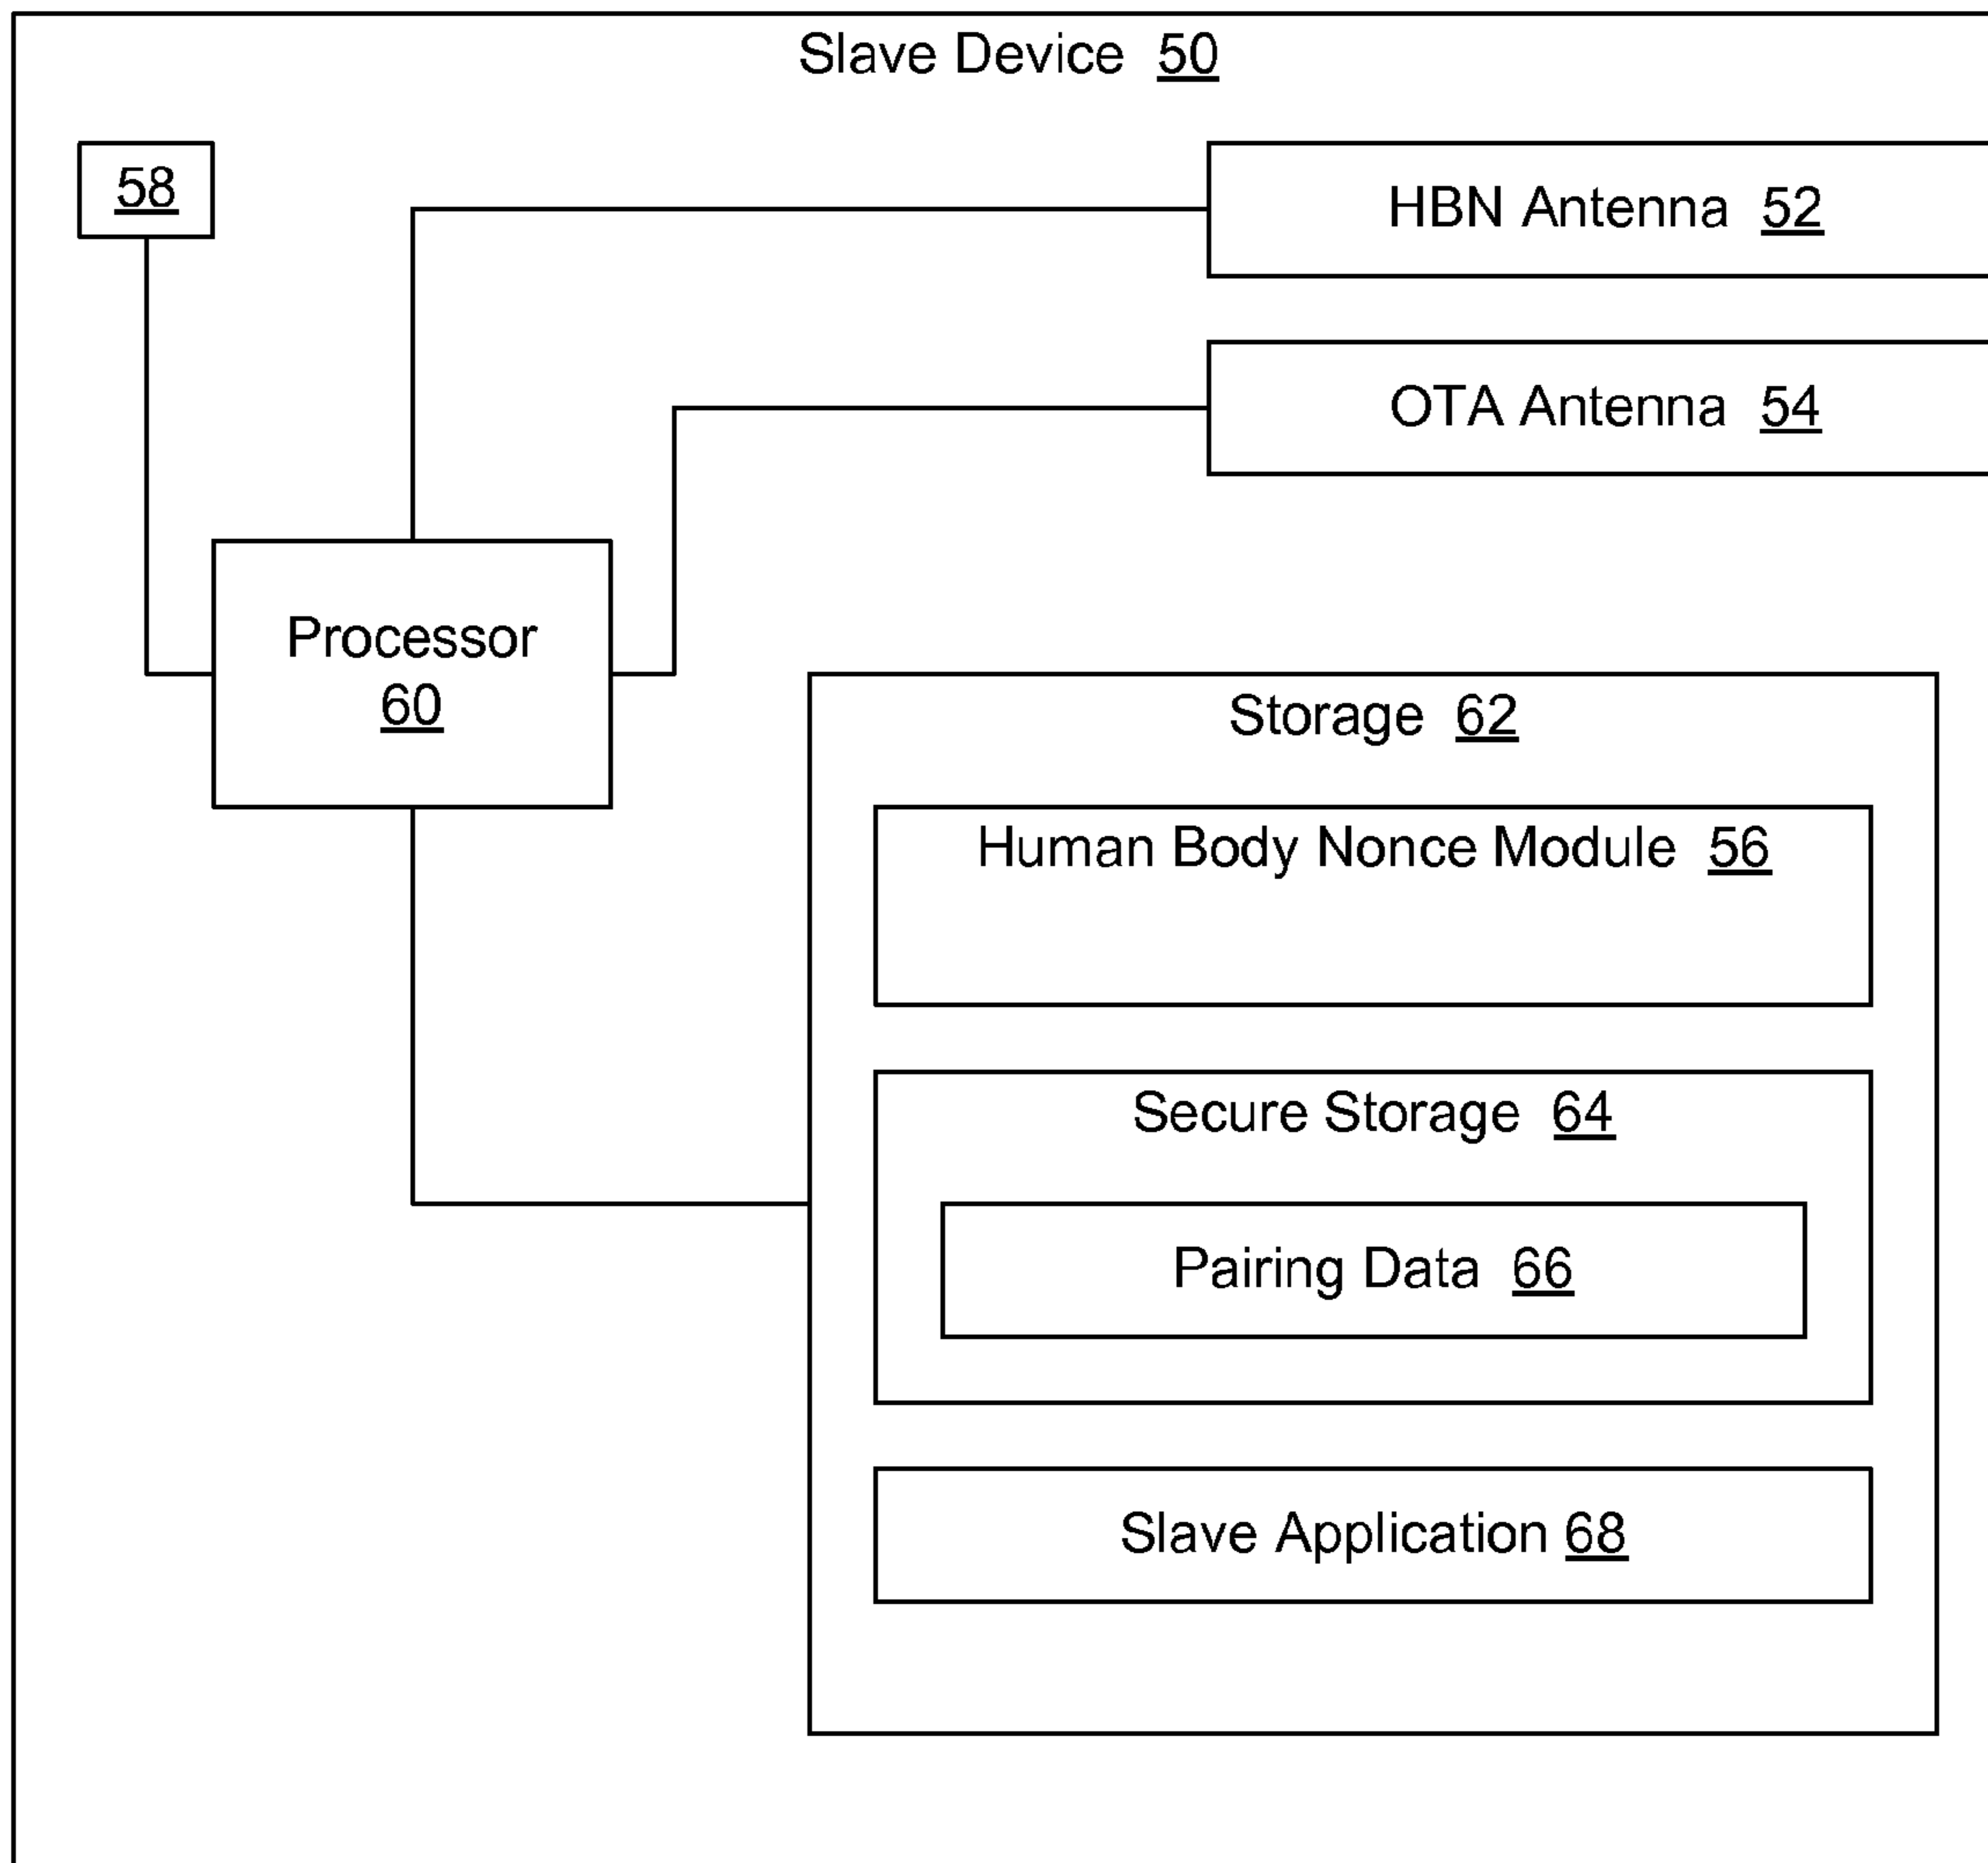 Slave Device 50
58
HBN Antenna 52
OTA Antenna 54
Processor
60
Storage 62
Human Body Nonce Module 56
Secure Storage 64
Pairing Data 66
Slave Application 68